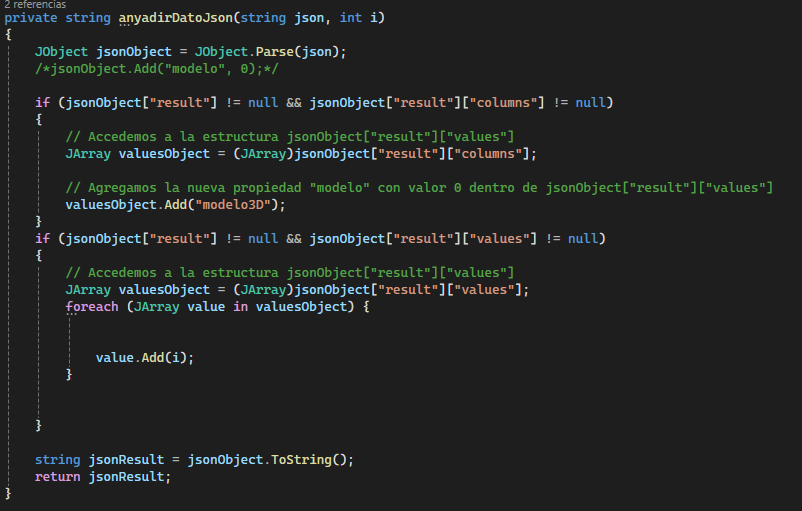 2 referencias
private string anyadirDatoJson(string json, int i)
{
JObject jsonObject = JObject.Parse(json);
/*jsonObject.Add("modelo", 0);*/
if (jsonObject["result"] != null && jsonObject["result"]["columns"] != null)
{
// Accedemos a la estructura jsonObject["result"]["values"]
JArray valuesObject = (JArray)jsonObject["result"]["columns"];
// Agregamos la nueva propiedad "modelo" con valor 0 dentro de jsonObject["result"]["values"]
valuesObject.Add("modelo3D");
}
if (jsonObject["result"] != null && jsonObject["result"]["values"] != null)
{
// Accedemos a la estructura jsonObject["result"]["values"]
JArray valuesObject = (JArray)jsonObject["result"]["values"];
foreach (JArray value in valuesObject) {
value.Add(i);
}
}
string jsonResult = jsonObject.ToString();
return jsonResult;
}